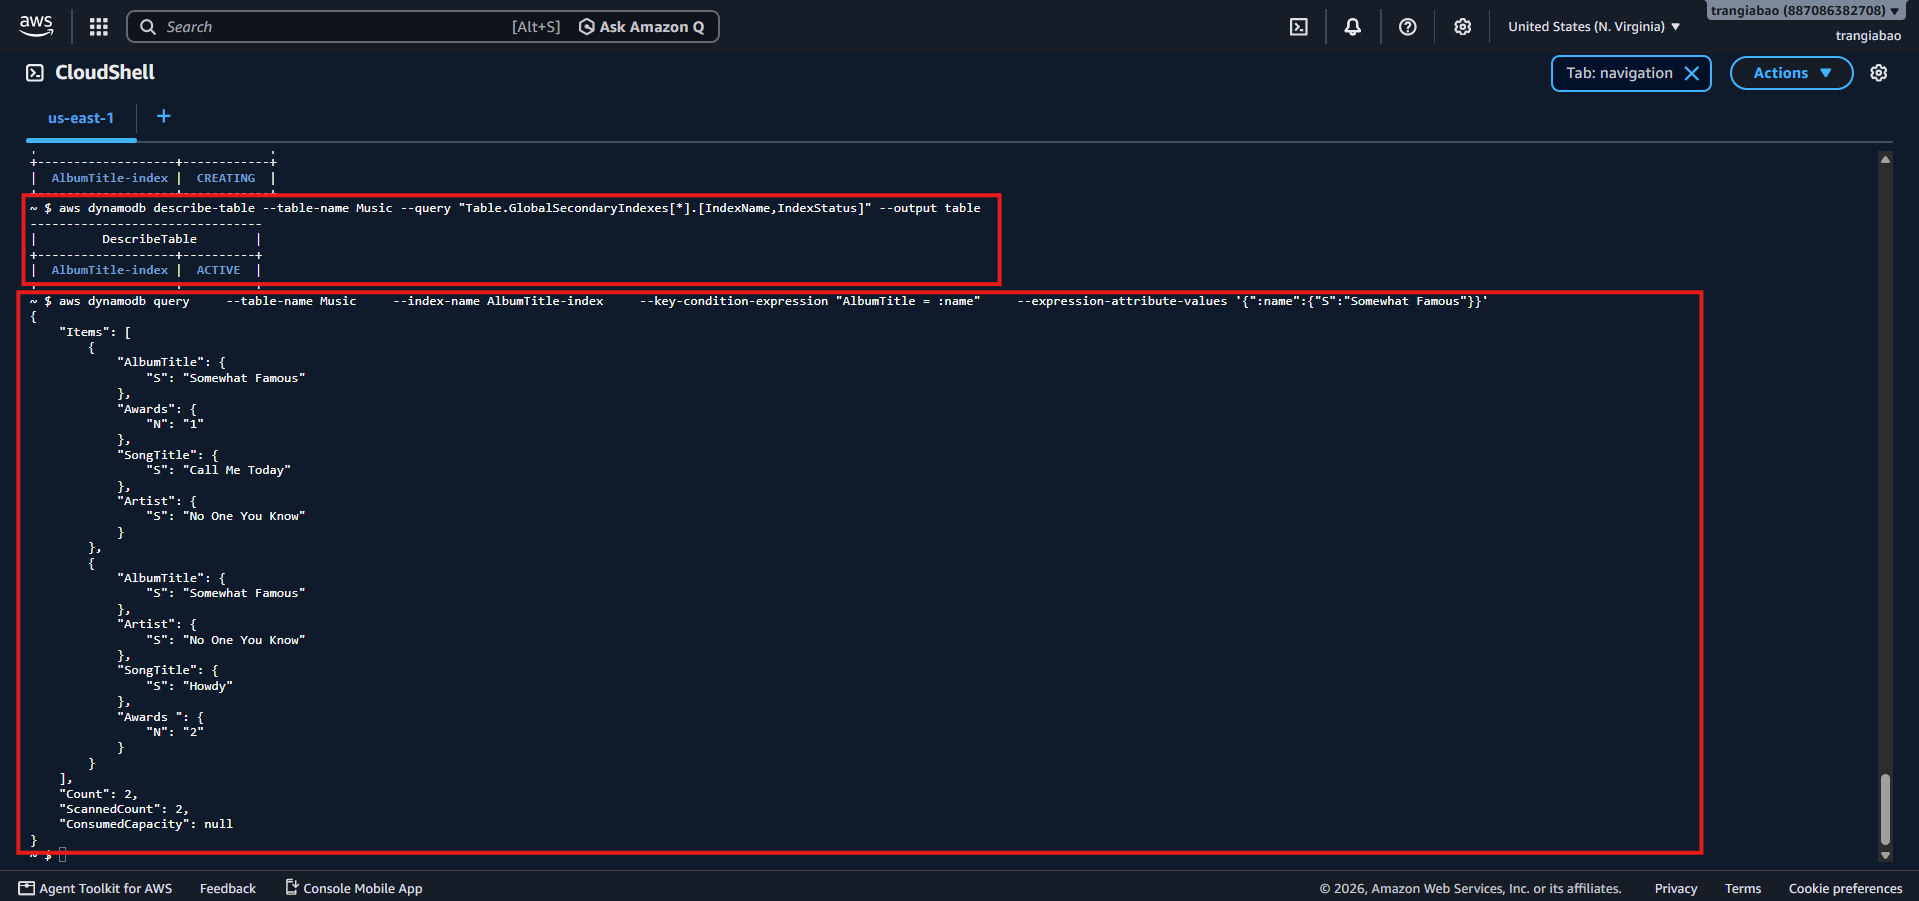 aws
Search [Alt+S] Ask Amazon Q
United States (N. Virginia) ▼
trangiabao (887086382708) ▼
trangiabao
CloudShell
Tab: navigation
Actions ▼
us-east-1 +
+-------------------+------------+
|  AlbumTitle-index |  CREATING  |
+-------------------+------------+
~ $ aws dynamodb describe-table --table-name Music --query "Table.GlobalSecondaryIndexes[*].[IndexName,IndexStatus]" --output table
--------------------------------
|         DescribeTable        |
+-------------------+----------+
|  AlbumTitle-index |  ACTIVE  |
~ $ aws dynamodb query     --table-name Music     --index-name AlbumTitle-index     --key-condition-expression "AlbumTitle = :name"     --expression-attribute-values '{":name":{"S":"Somewhat Famous"}}'
{
    "Items": [
        {
            "AlbumTitle": {
                "S": "Somewhat Famous"
            },
            "Awards": {
                "N": "1"
            },
            "SongTitle": {
                "S": "Call Me Today"
            },
            "Artist": {
                "S": "No One You Know"
            }
        },
        {
            "AlbumTitle": {
                "S": "Somewhat Famous"
            },
            "Artist": {
                "S": "No One You Know"
            },
            "SongTitle": {
                "S": "Howdy"
            },
            "Awards ": {
                "N": "2"
            }
        }
    ],
    "Count": 2,
    "ScannedCount": 2,
    "ConsumedCapacity": null
}
~ $
Agent Toolkit for AWS Feedback Console Mobile App © 2026, Amazon Web Services, Inc. or its affiliates. Privacy Terms Cookie preferences